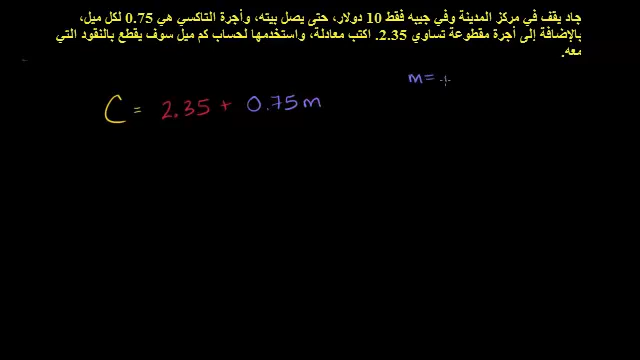 جاد يقف في مركز المدينة وفي جيبه فقط 10 دولار، حتى يصل بيته، وأجرة التاكسي هي 0.75 لكل ميل،
بالإضافة إلى أجرة مقطوعة تساوي 2.35. اكتب معادلة، واستخدمها لحساب كم ميل سوف يقطع بالنقود التي
معه.
m=
C = 2.35 + 0.75m